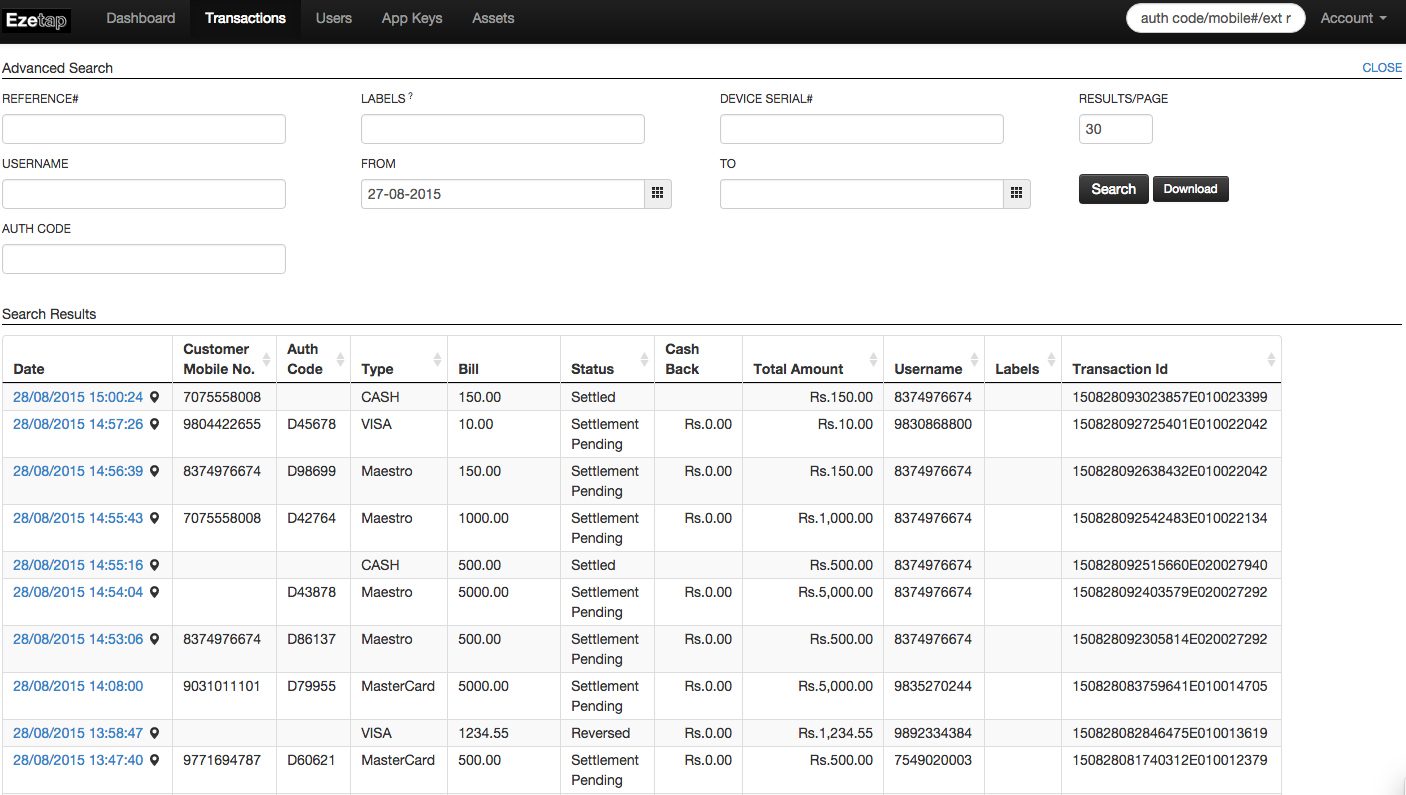 Ezetap Dashboard Transactions Users App Keys Assets auth code/mobile#/ext r Account
Advanced Search CLOSE
REFERENCE# LABELS ? DEVICE SERIAL# RESULTS/PAGE
30
USERNAME FROM TO
27-08-2015 Search Download
AUTH CODE
Search Results
Customer Auth Cash
Date Mobile No. Code Type Bill Status Back Total Amount Username Labels Transaction Id
28/08/2015 15:00:24 7075558008 CASH 150.00 Settled Rs.150.00 8374976674 150828093023857E010023399
28/08/2015 14:57:26 9804422655 D45678 VISA 10.00 Settlement Rs.0.00 Rs.10.00 9830868800 150828092725401E010022042
Pending
28/08/2015 14:56:39 8374976674 D98699 Maestro 150.00 Settlement Rs.0.00 Rs.150.00 8374976674 150828092638432E010022042
Pending
28/08/2015 14:55:43 7075558008 D42764 Maestro 1000.00 Settlement Rs.0.00 Rs.1,000.00 8374976674 150828092542483E010022134
Pending
28/08/2015 14:55:16 CASH 500.00 Settled Rs.500.00 8374976674 150828092515660E020027940
28/08/2015 14:54:04 D43878 Maestro 5000.00 Settlement Rs.0.00 Rs.5,000.00 8374976674 150828092403579E020027292
Pending
28/08/2015 14:53:06 8374976674 D86137 Maestro 500.00 Settlement Rs.0.00 Rs.500.00 8374976674 150828092305814E020027292
Pending
28/08/2015 14:08:00 9031011101 D79955 MasterCard 5000.00 Settlement Rs.0.00 Rs.5,000.00 9835270244 150828083759641E010014705
Pending
28/08/2015 13:58:47 VISA 1234.55 Reversed Rs.0.00 Rs.1,234.55 9892334384 150828082846475E010013619
28/08/2015 13:47:40 9771694787 D60621 MasterCard 500.00 Settlement Rs.0.00 Rs.500.00 7549020003 150828081740312E010012379
Pending